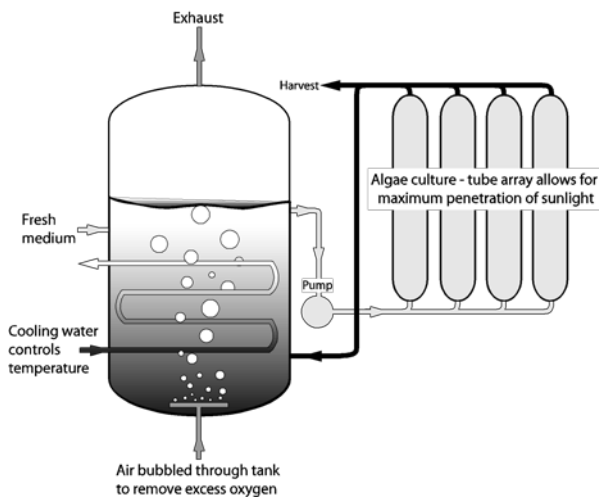 Exhaust
Harvest
Algae culture - tube array allows for
maximum penetration of sunlight
Fresh
medium
Pump
Cooling water
controls
temperature
Air bubbled through tank
to remove excess oxygen